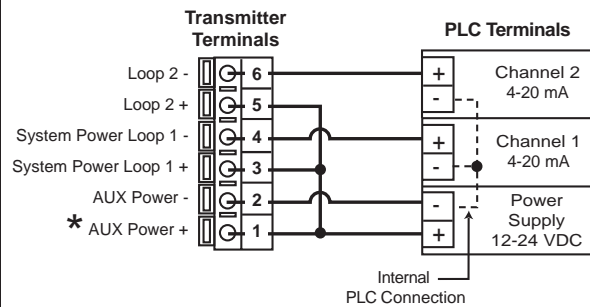 Transmitter
Terminals
PLC Terminals
Loop 2 -
6
+
Channel 2
4-20 mA
Loop 2 +
5
-
System Power Loop 1 -
4
+
Channel 1
4-20 mA
System Power Loop 1 +
3
-
AUX Power -
2
-
Power
Supply
12-24 VDC
* AUX Power +
1
+
Internal
PLC Connection